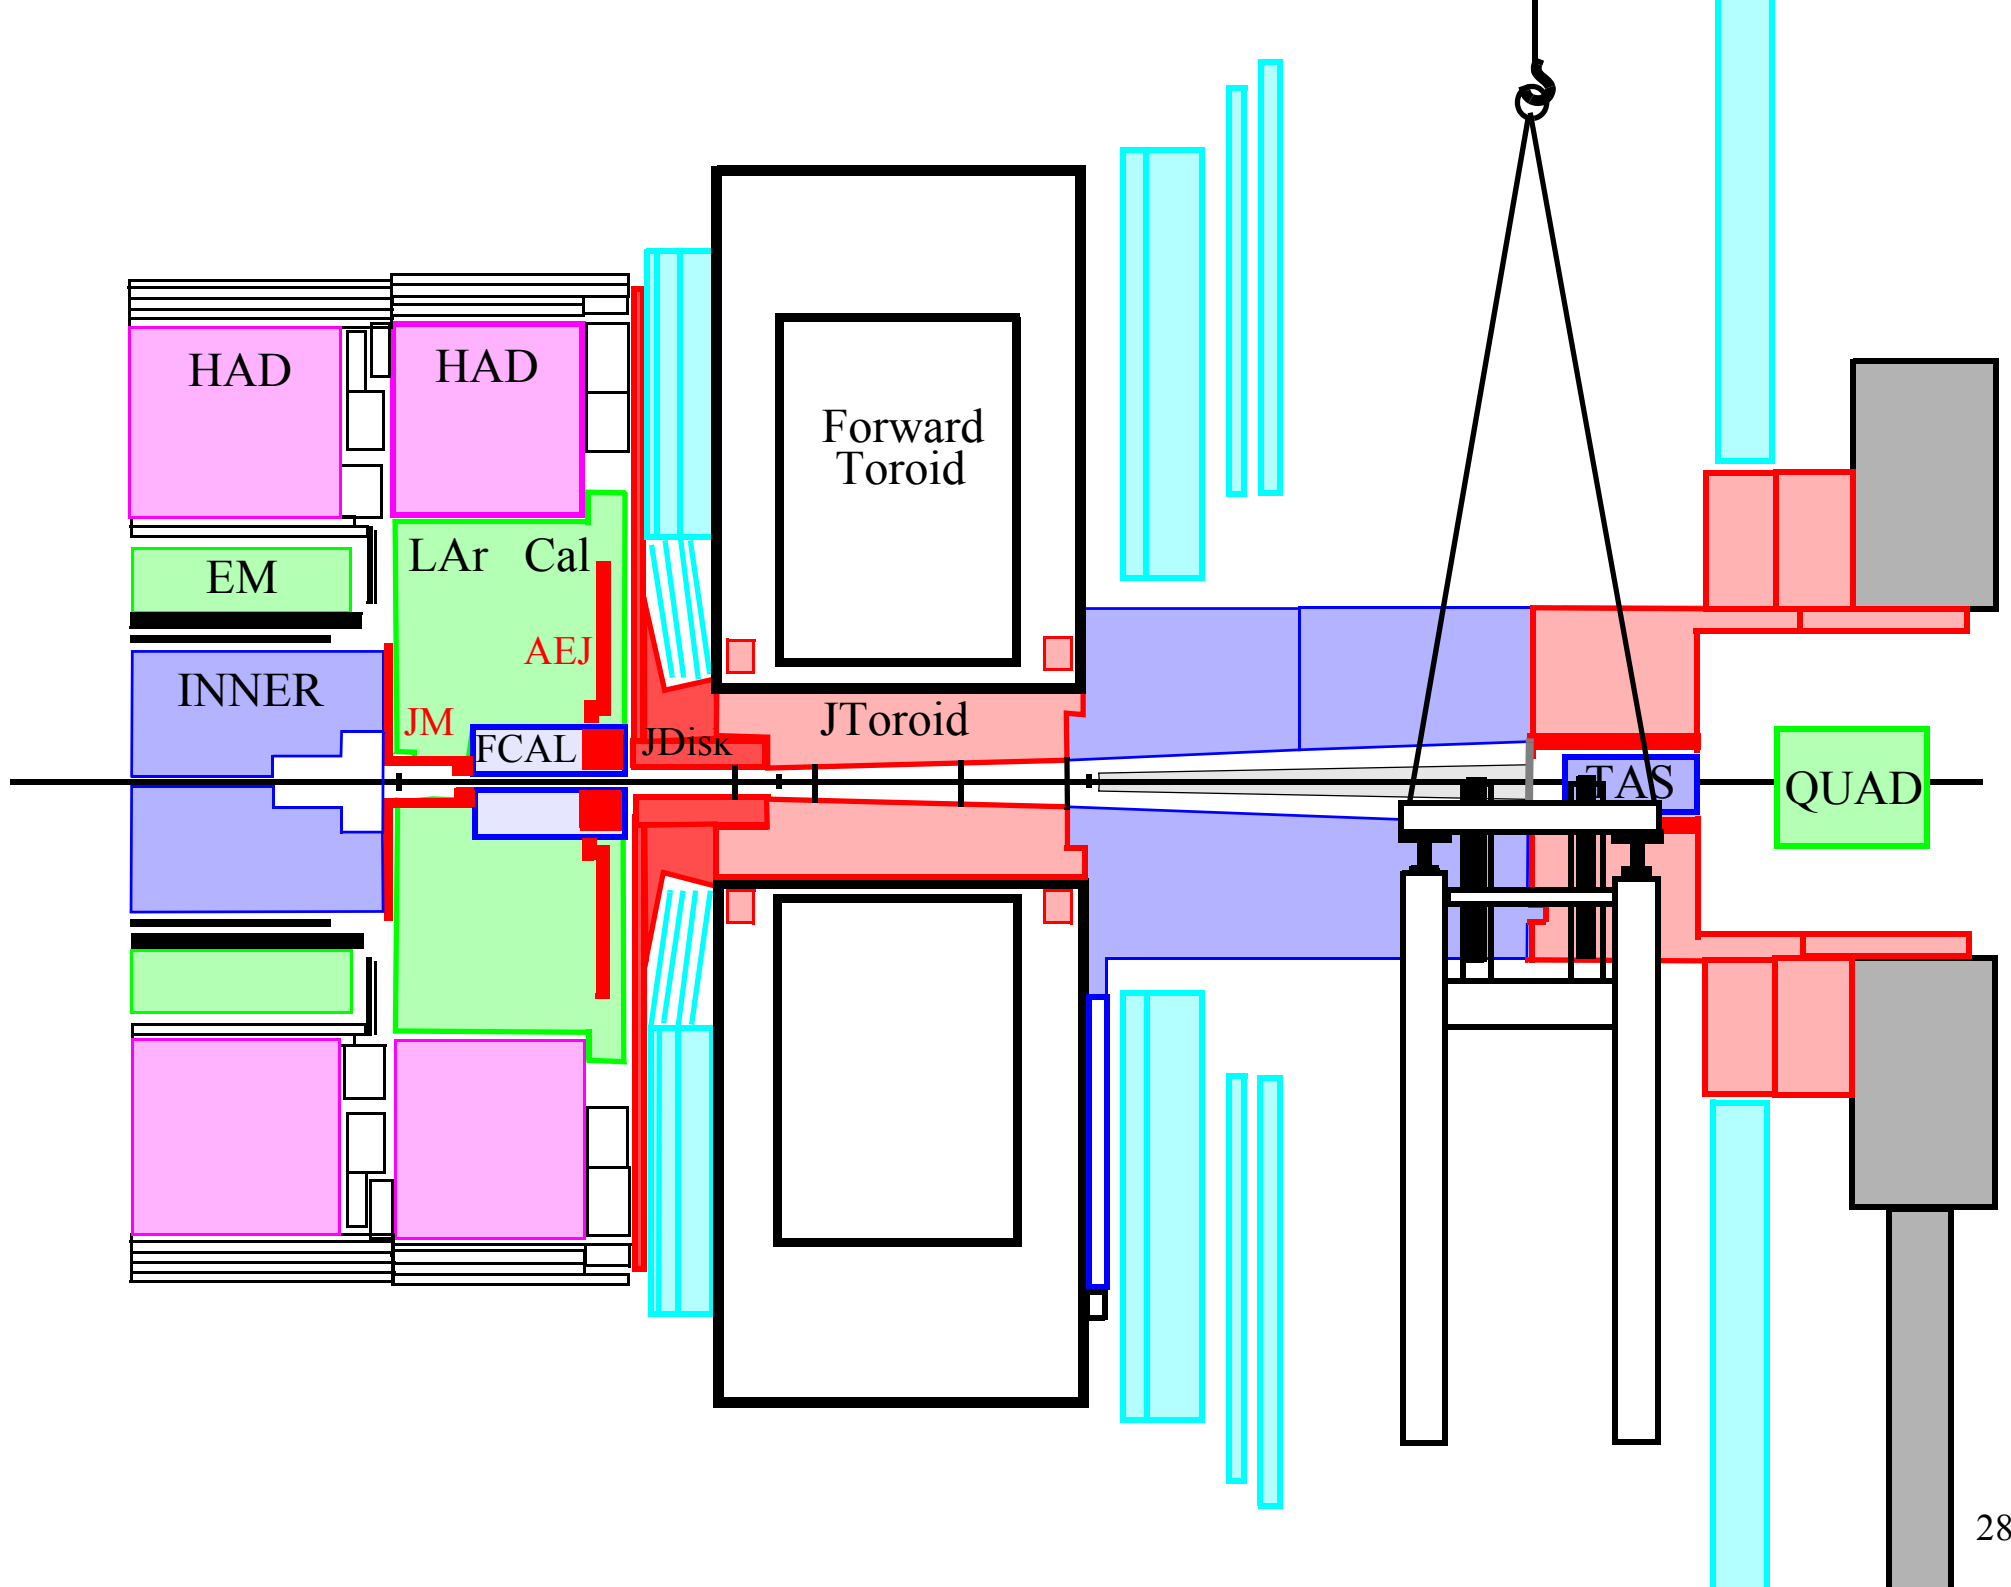 HAD
HAD
Forward
Toroid
LAr Cal
EM
AEJ
INNER
JM
JToroid
FCAL
JDisk
TAS
QUAD
28